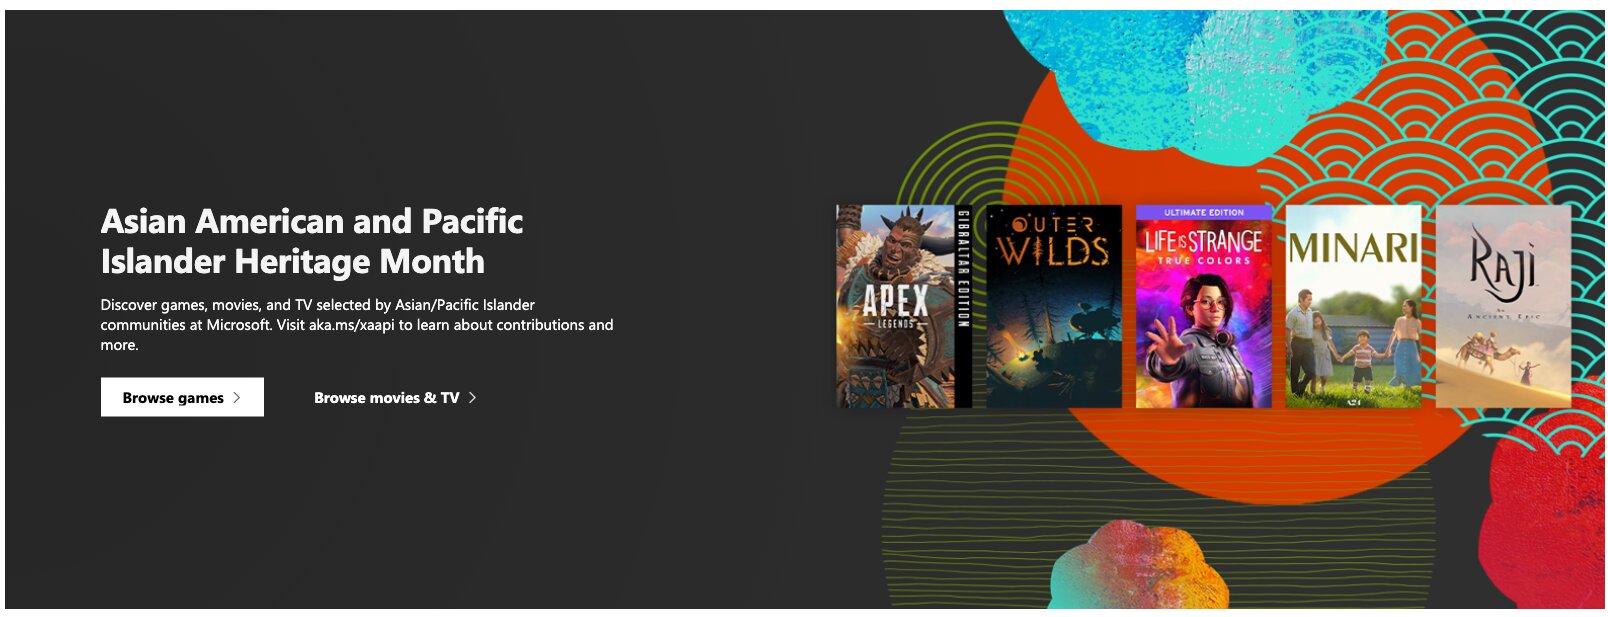 Asian American and Pacific
Islander Heritage Month
Discover games, movies, and TV selected by Asian/Pacific Islander
communities at Microsoft. Visit aka.ms/xaapi to learn about contributions and
more.
Browse games
Browse movies & TV
APEX
LEGENDS
GIBRALTAR EDITION
OUTER
WILDS
ULTIMATE EDITION
LIFE IS STRANGE
TRUE COLORS
MINARI
A24
RAJI
AN
ANCIENT EPIC